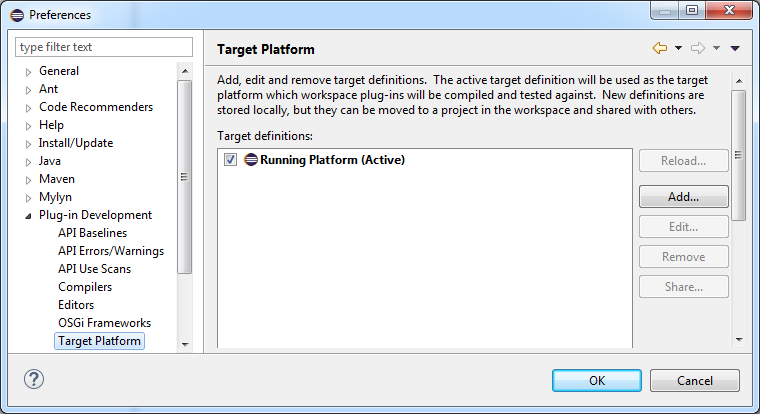 Preferences
type filter text
General
Ant
Code Recommenders
Help
Install/Update
Java
Maven
Mylyn
Plug-in Development
API Baselines
API Errors/Warnings
API Use Scans
Compilers
Editors
OSGi Frameworks
Target Platform
Target Platform
Add, edit and remove target definitions.  The active target definition will be used as the target
platform which workspace plug-ins will be compiled and tested against.  New definitions are
stored locally, but they can be moved to a project in the workspace and shared with others.
Target definitions:
Running Platform (Active)
Reload...
Add...
Edit...
Remove
Share...
?
OK
Cancel